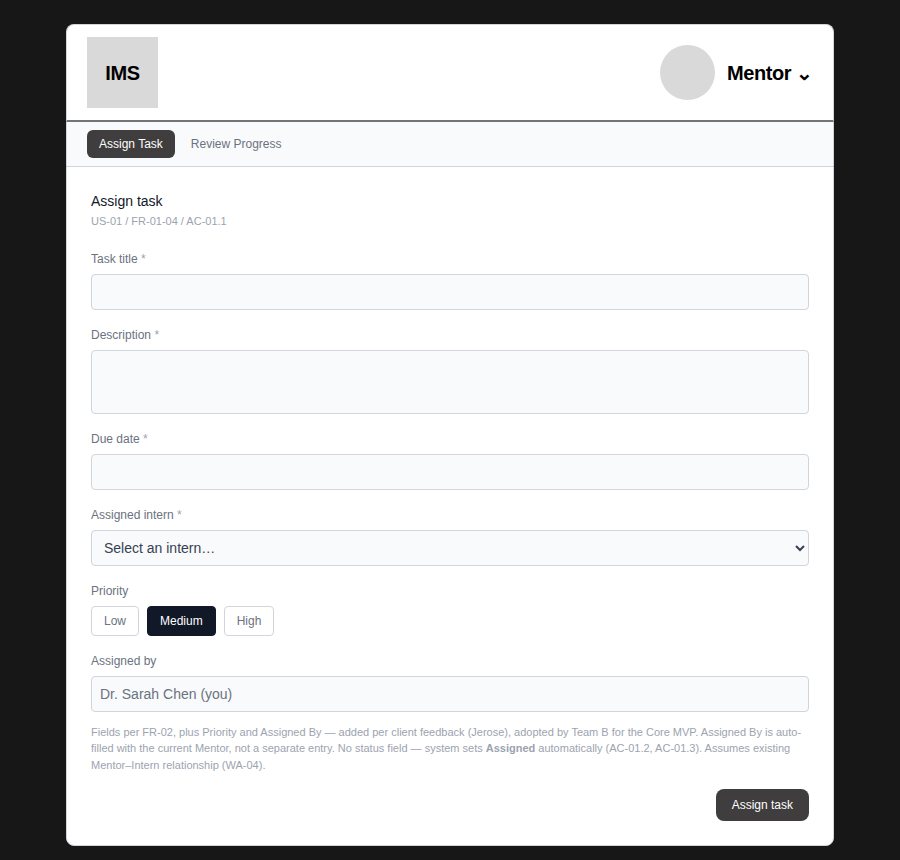 IMS
Mentor
Assign Task
Review Progress
Assign task
US-01 / FR-01-04 / AC-01.1
Task title *
Description *
Due date *
Assigned intern *
Select an intern…
Priority
Low
Medium
High
Assigned by
Dr. Sarah Chen (you)
Fields per FR-02, plus Priority and Assigned By — added per client feedback (Jerose), adopted by Team B for the Core MVP. Assigned By is auto-
filled with the current Mentor, not a separate entry. No status field — system sets Assigned automatically (AC-01.2, AC-01.3). Assumes existing
Mentor–Intern relationship (WA-04).
Assign task